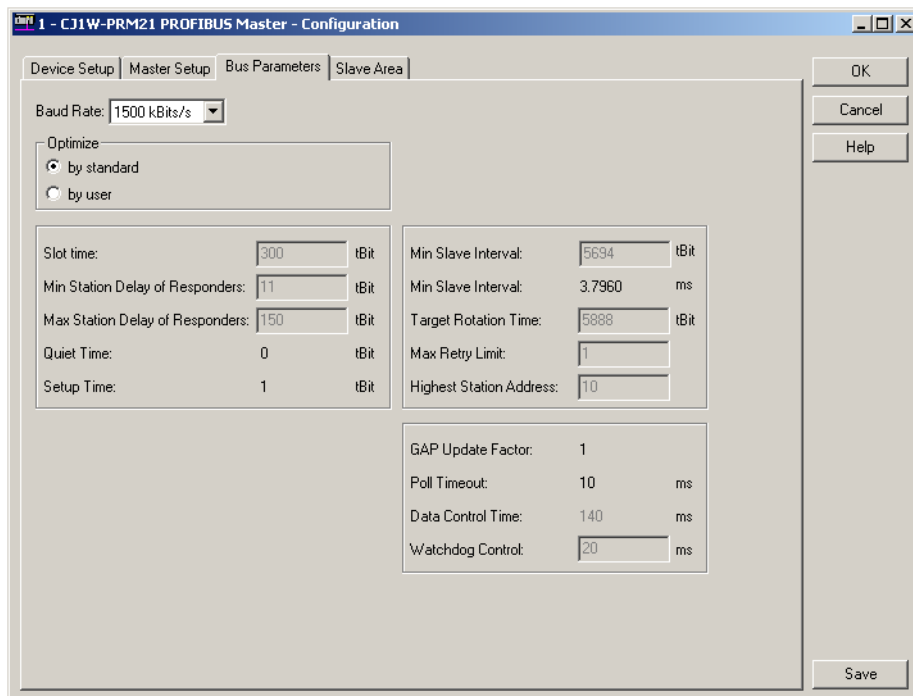 1 - CJ1W-PRM21 PROFIBUS Master - Configuration
Device Setup Master Setup Bus Parameters Slave Area
OK
Cancel
Help
Baud Rate: 1500 kBits/s
Optimize
by standard
by user
Slot time: 300 tBit
Min Station Delay of Responders: 11 tBit
Max Station Delay of Responders: 150 tBit
Quiet Time: 0 tBit
Setup Time: 1 tBit
Min Slave Interval: 5694 tBit
Min Slave Interval: 3.7960 ms
Target Rotation Time: 5888 tBit
Max Retry Limit: 1
Highest Station Address: 10
GAP Update Factor: 1
Poll Timeout: 10 ms
Data Control Time: 140 ms
Watchdog Control: 20 ms
Save